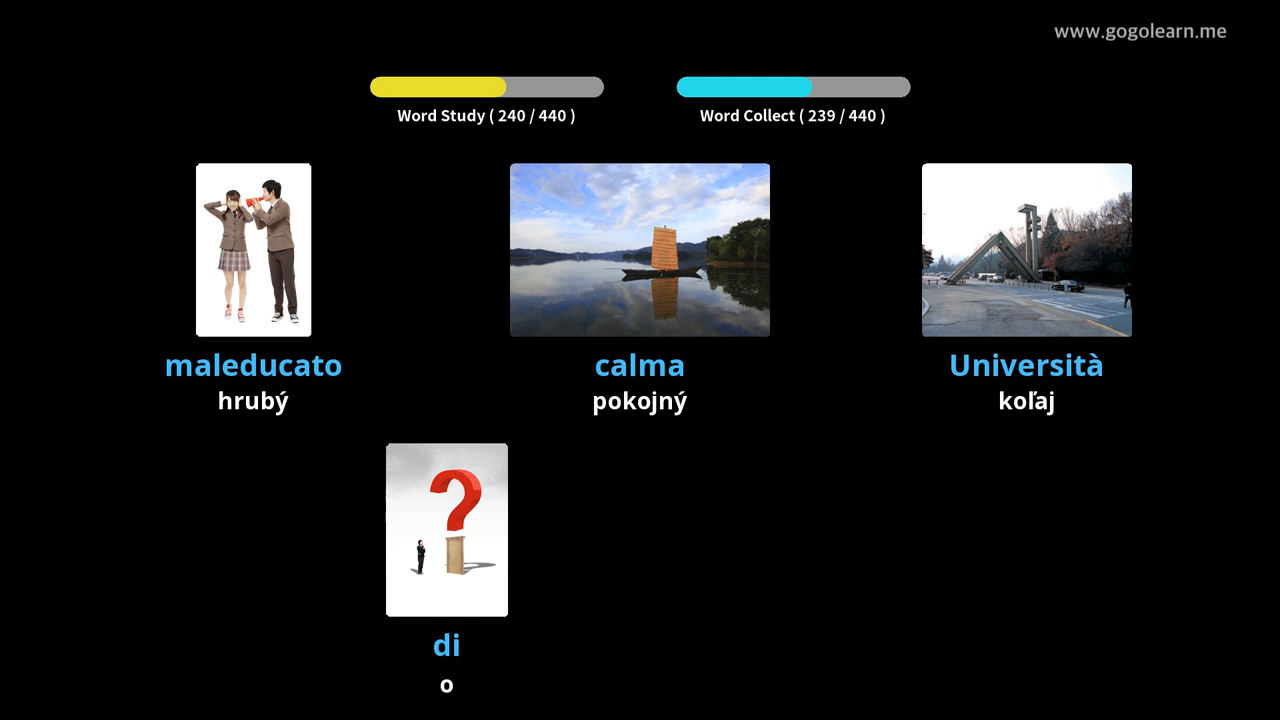 www.gogolearn.me
Word Study ( 240 / 440 )
Word Collect ( 239 / 440 )
maleducato
hrubý
calma
pokojný
Università
koľaj
di
o